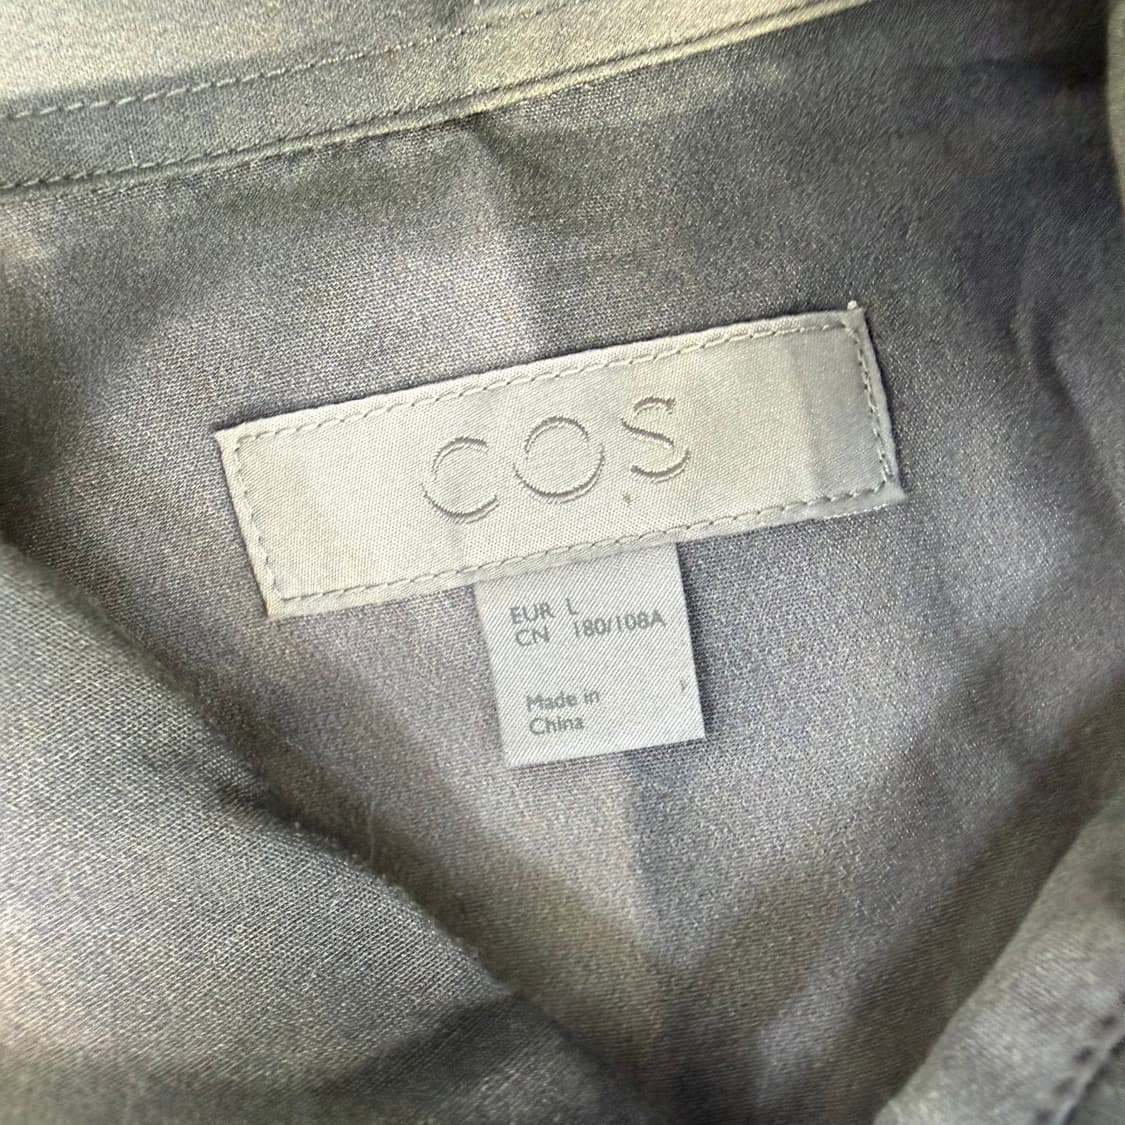 COS
EUR L
CN 180/108A
Made in
China